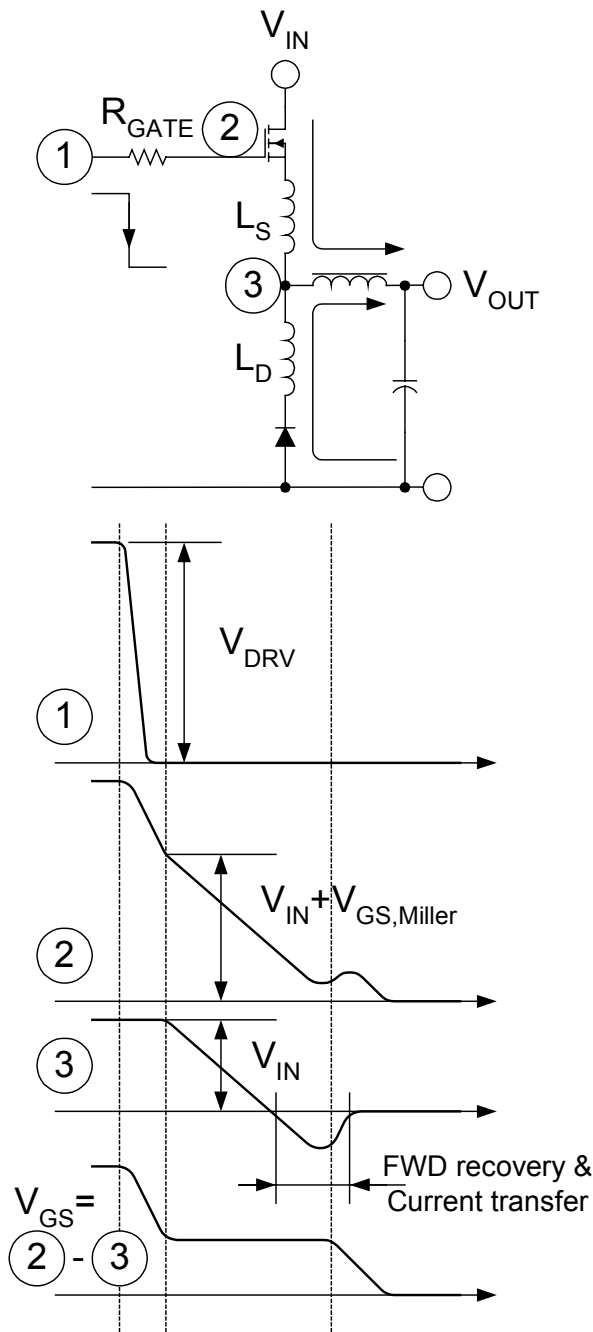 V_IN
R_GATE
2
1
L_S
3
V_OUT
L_D
V_DRV
1
V_IN+V_GS,Miller
2
3
V_IN
FWD recovery &
Current transfer
V_GS=
2 - 3